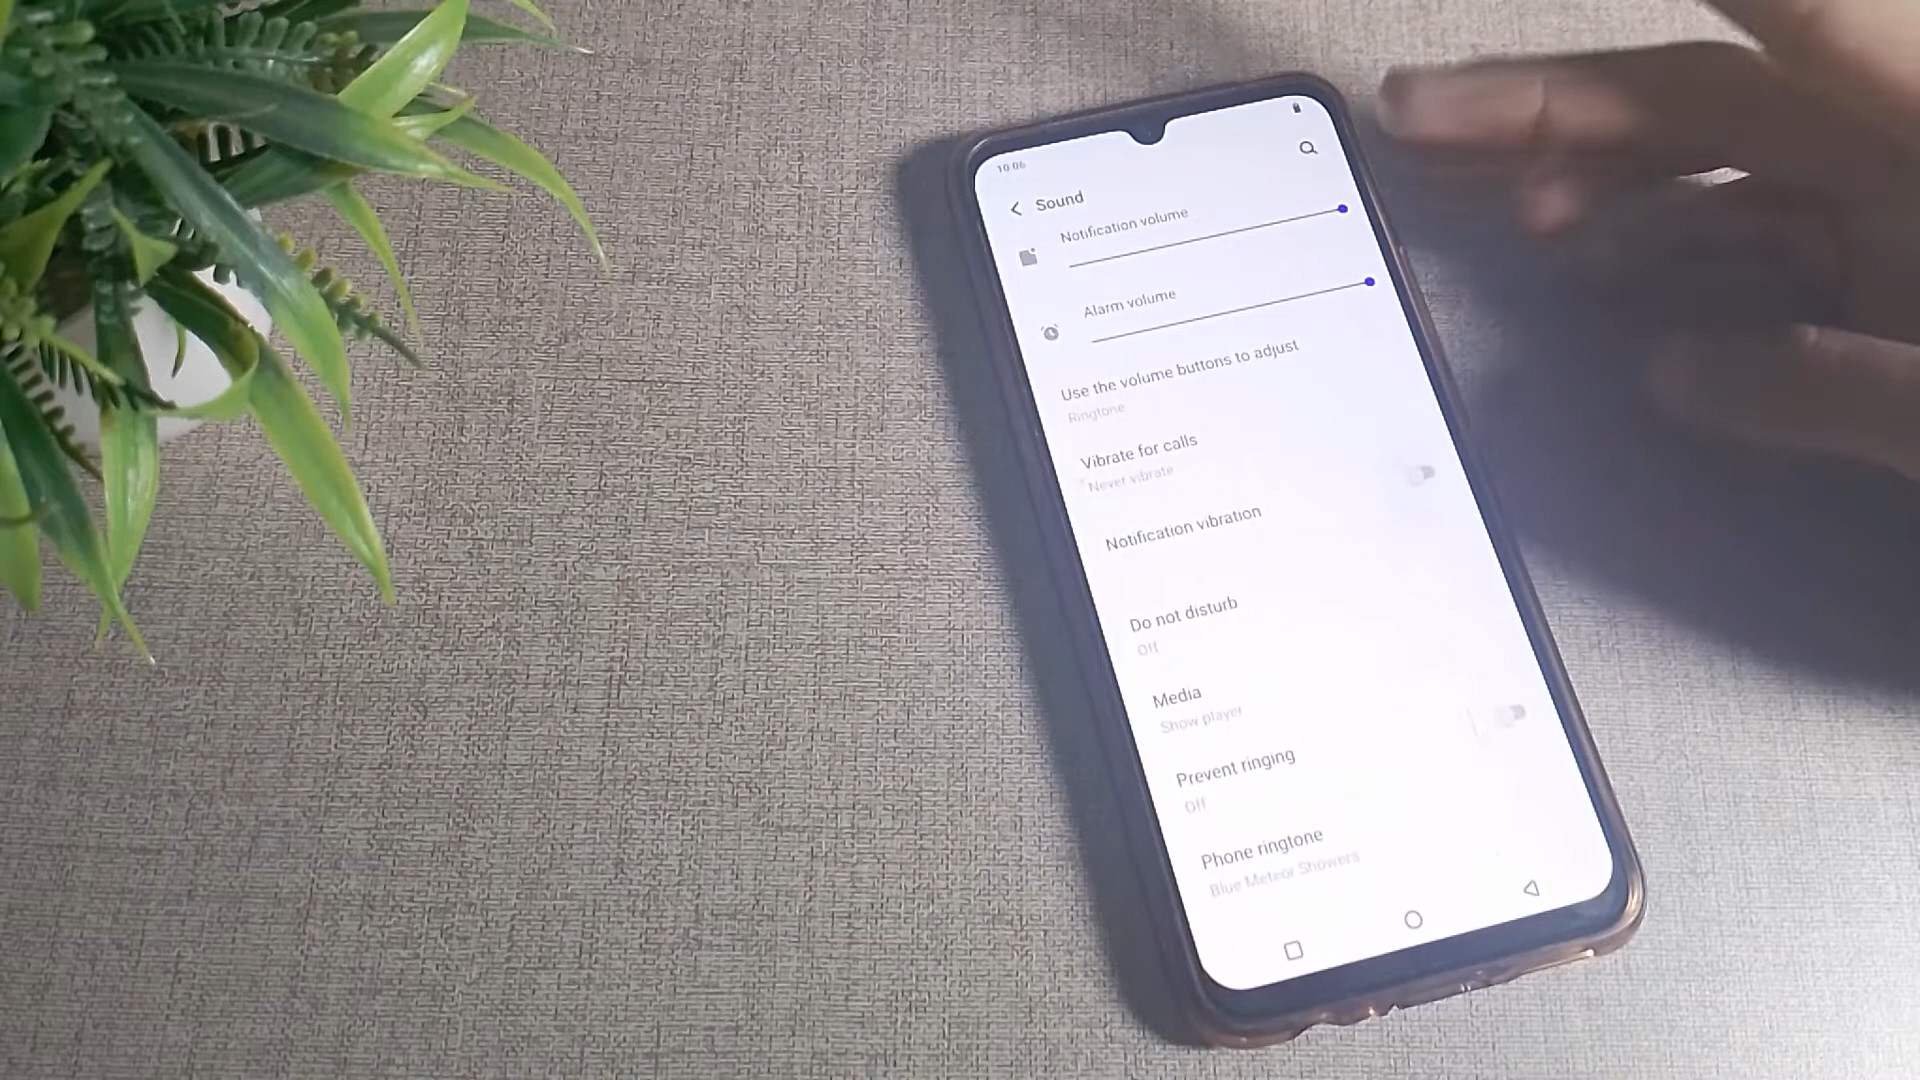 10:06
Sound
Notification volume
Alarm volume
Use the volume buttons to adjust
Ringtone
Vibrate for calls
Never vibrate
Notification vibration
Do not disturb
Off
Media
Show player
Prevent ringing
Off
Phone ringtone
Blue Meteor Showers